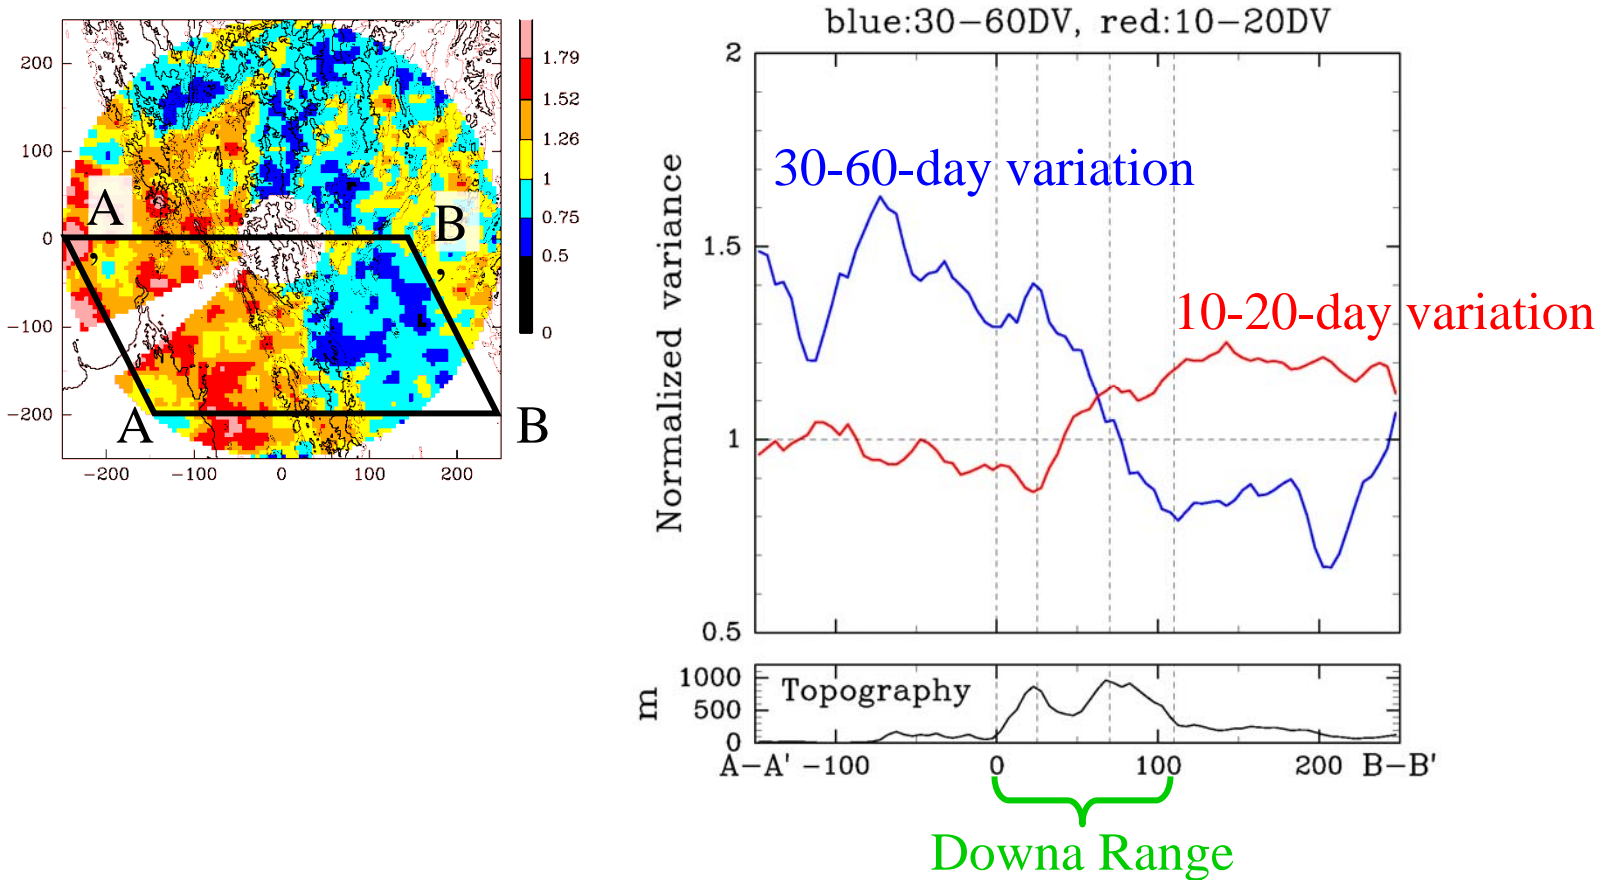 blue:30−60DV, red:10−20DV
200
100
0
−100
−200
−200
−100
0
100
200
1.79
1.52
1.26
1
0.75
0.5
0
A
’
B
’
A
B
Normalized variance
2
1.5
1
0.5
30-60-day variation
10-20-day variation
m
1000
500
0
Topography
A−A' −100 0 100 200 B−B'
Downa Range